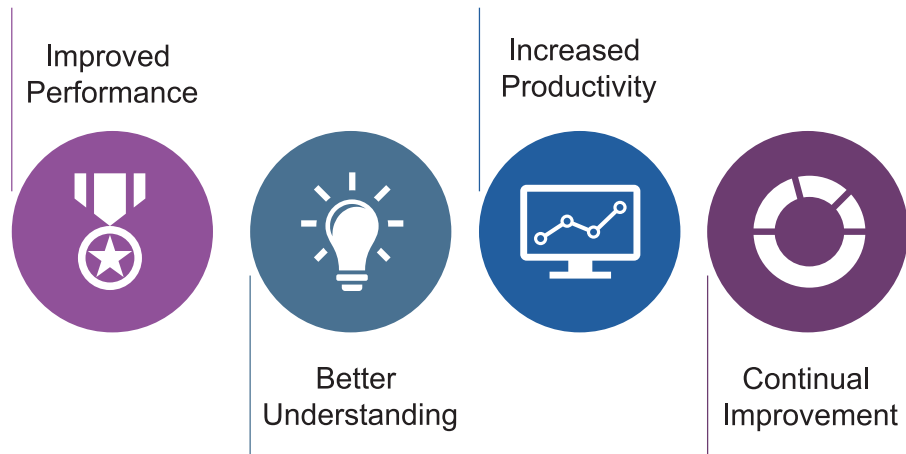 Improved
Performance
Better
Understanding
Increased
Productivity
Continual
Improvement